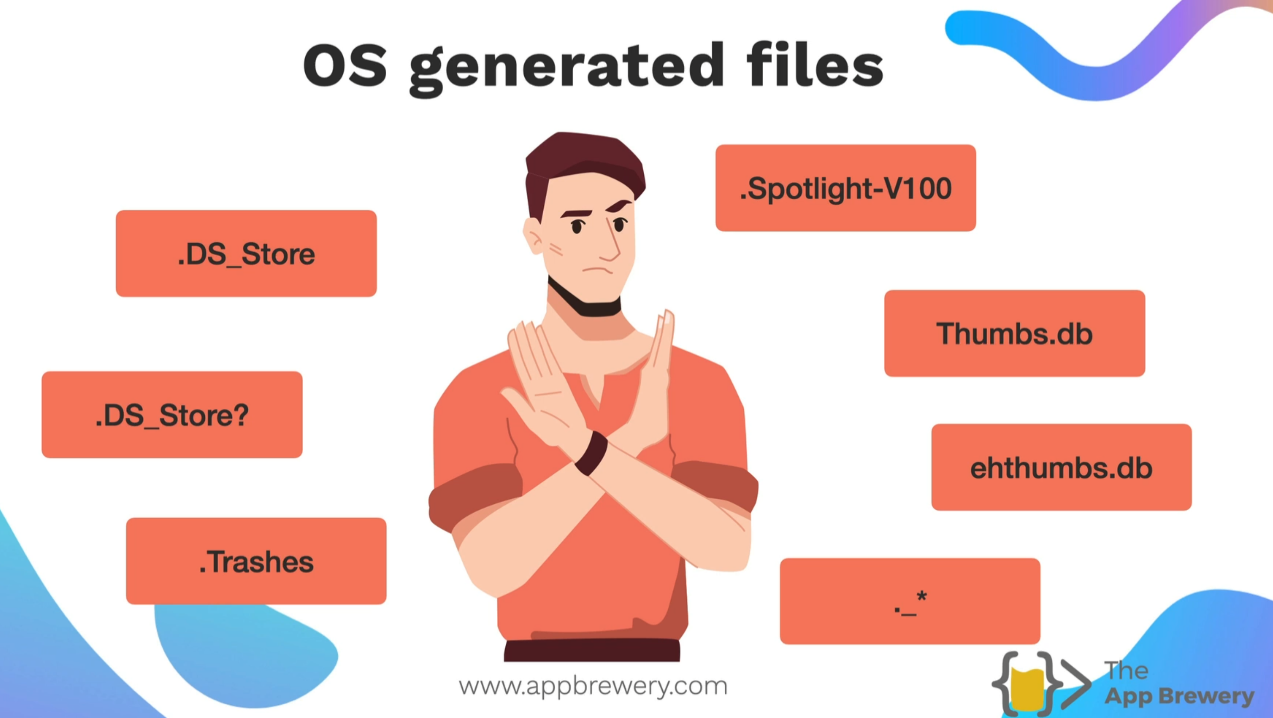 OS generated files
.Spotlight-V100
.DS_Store
Thumbs.db
.DS_Store?
ehthumbs.db
.Trashes
._*
www.appbrewery.com
The
App Brewery